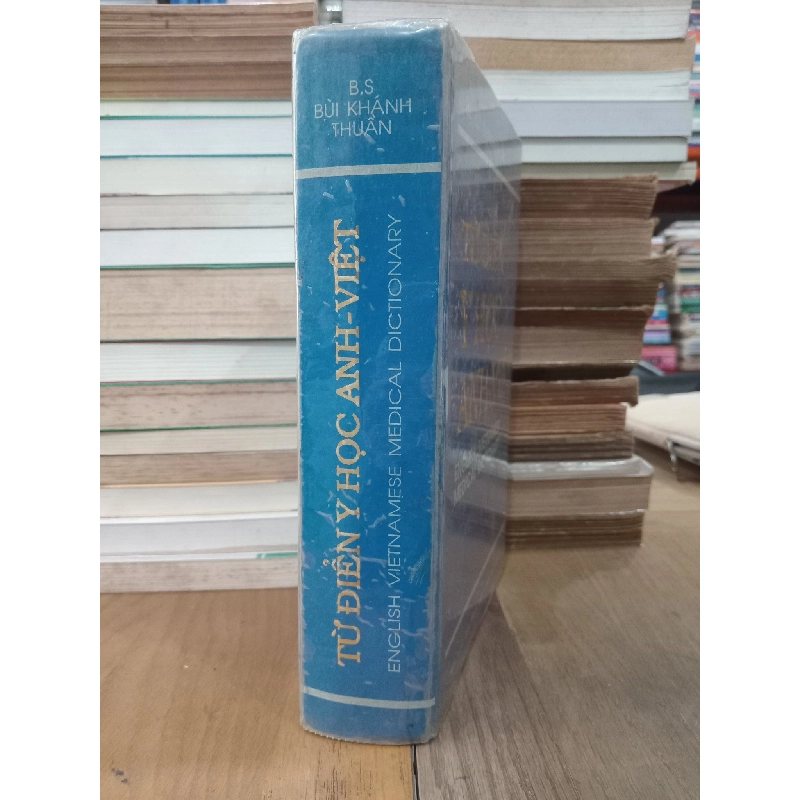 B.S
BÙI KHÁNH
THUẦN
TỪ ĐIỂN Y HỌC ANH-VIỆT
ENGLISH VIETNAMESE MEDICAL DICTIONARY